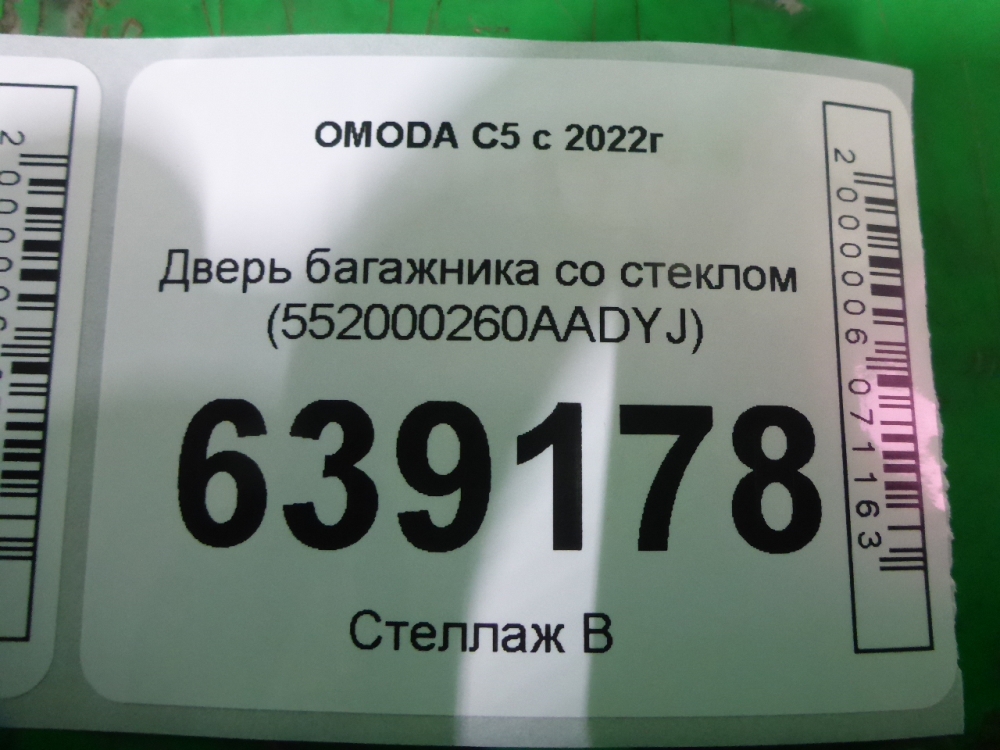 OMODA C5 с 2022г
Дверь багажника со стеклом
(552000260AADYJ)
639178
Стеллаж В
2000006071163